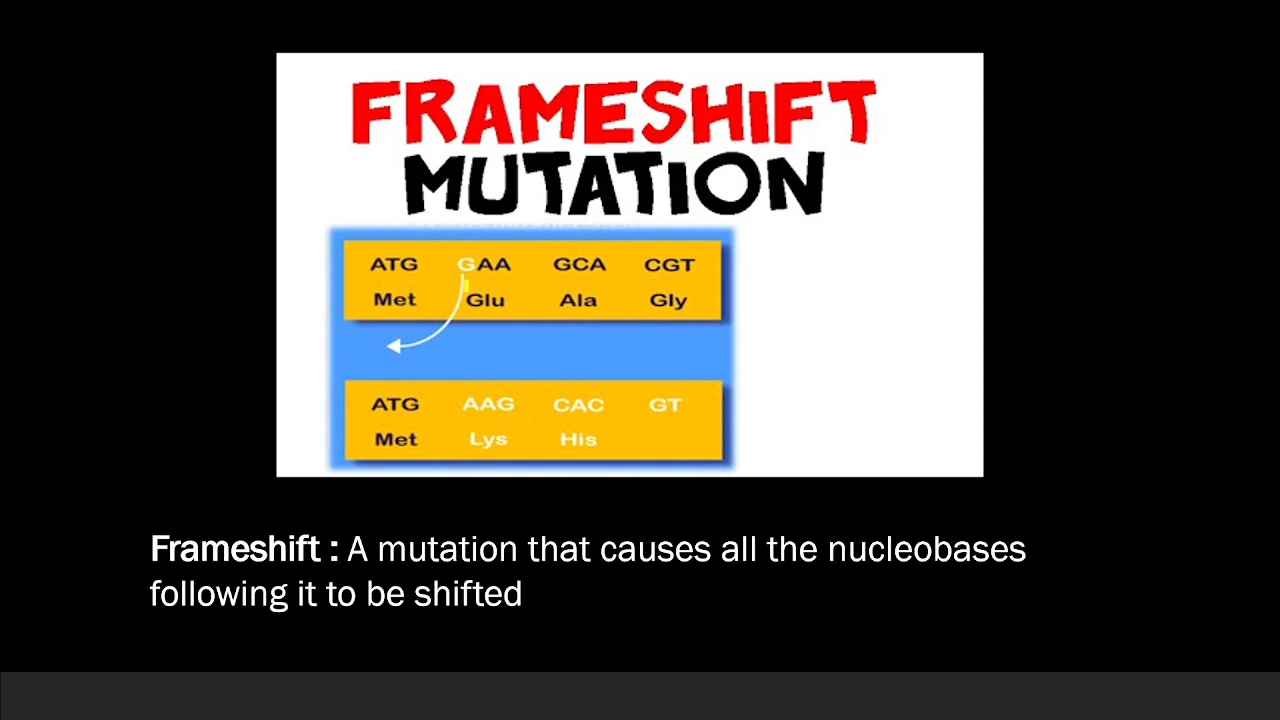 FRAMESHIFT
MUTATION
ATG GAA GCA CGT
Met Glu Ala Gly
ATG AAG CAC GT
Met Lys His
Frameshift : A mutation that causes all the nucleobases
following it to be shifted